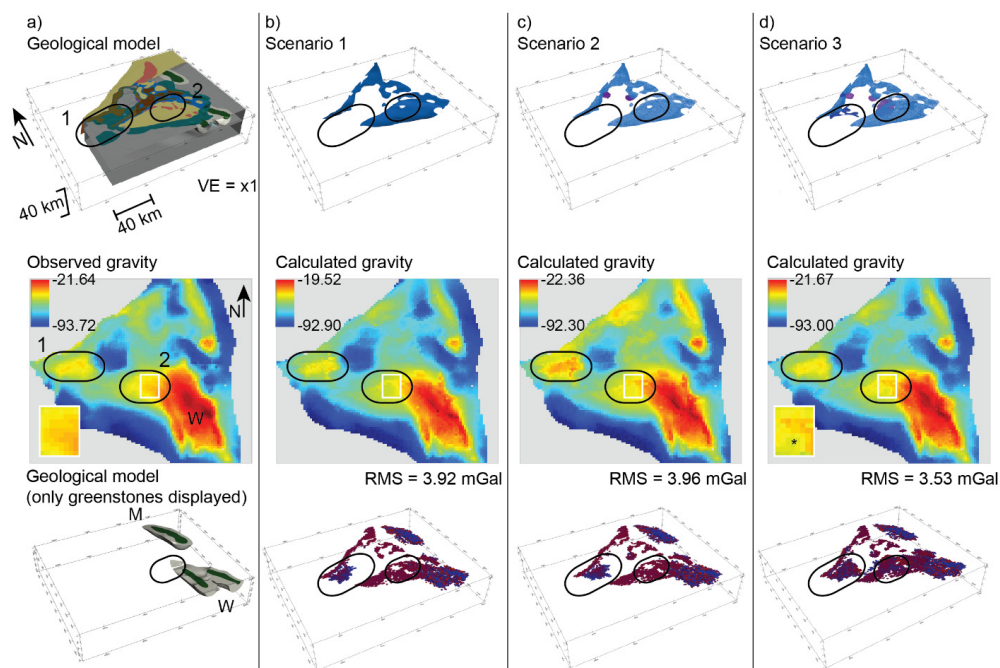 a)
Geological model
1
2
N
40 km
40 km
VE = x1
Observed gravity
-21.64
-93.72
N
1
2
W
Geological model
(only greenstones displayed)
M
W
b)
Scenario 1
Calculated gravity
-19.52
-92.90
RMS = 3.92 mGal
c)
Scenario 2
Calculated gravity
-22.36
-92.30
RMS = 3.96 mGal
d)
Scenario 3
Calculated gravity
-21.67
-93.00
*
RMS = 3.53 mGal